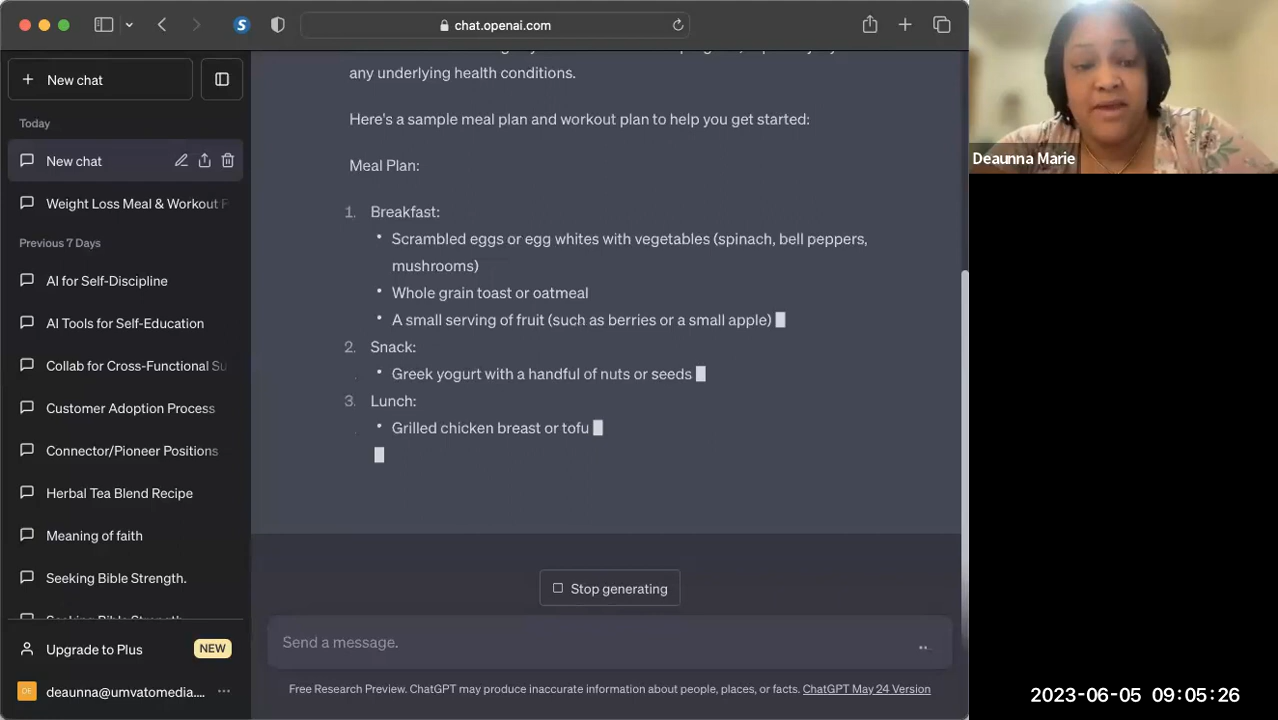 chat.openai.com
New chat
Today
New chat
Weight Loss Meal & Workout
Previous 7 Days
AI for Self-Discipline
AI Tools for Self-Education
Collab for Cross-Functional Su
Customer Adoption Process
Connector/Pioneer Positions
Herbal Tea Blend Recipe
Meaning of faith
Seeking Bible Strength.
Upgrade to Plus
NEW
DE
deaunna@umvatomedia....
any underlying health conditions.
Here's a sample meal plan and workout plan to help you get started:
Meal Plan:
1. Breakfast:
• Scrambled eggs or egg whites with vegetables (spinach, bell peppers,
mushrooms)
• Whole grain toast or oatmeal
• A small serving of fruit (such as berries or a small apple)
2. Snack:
• Greek yogurt with a handful of nuts or seeds
3. Lunch:
• Grilled chicken breast or tofu
Stop generating
Send a message.
Free Research Preview. ChatGPT may produce inaccurate information about people, places, or facts. ChatGPT May 24 Version
Deaunna Marie
2023-06-05 09:05:26